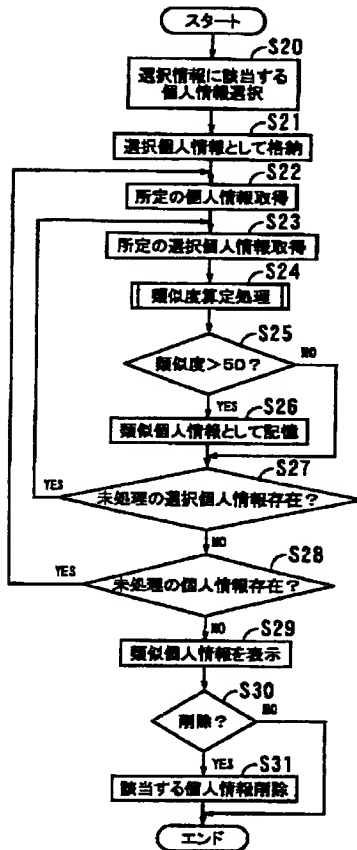 スタート
S20
選択情報に該当する
個人情報選択
S21
選択個人情報として格納
S22
所定の個人情報取得
S23
所定の選択個人情報取得
S24
類似度算定処理
S25
類似度>50?
NO
YES
S26
類似個人情報として記憶
S27
YES
未処理の選択個人情報存在?
NO
S28
YES
未処理の個人情報存在?
NO
S29
類似個人情報を表示
S30
NO
削除?
YES
S31
該当する個人情報削除
エンド